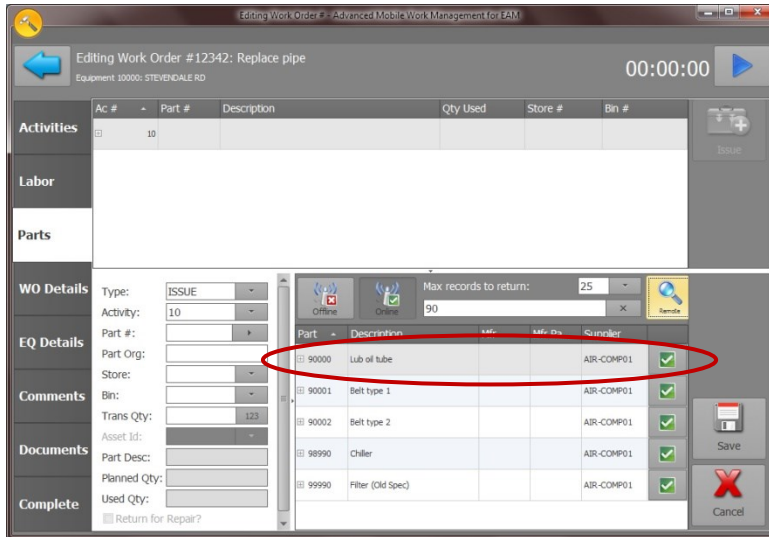 Editing Work Order # - Advanced Mobile Work Management for EAM
Editing Work Order #12342: Replace pipe
Equipment 10000: STEVENDALE RD
00:00:00
Activities
Labor
Parts
WO Details
EQ Details
Comments
Documents
Complete
Ac # Part # Description Qty Used Store # Bin #
10
Issue
Type: ISSUE
Activity: 10
Part #:
Part Org:
Store:
Bin:
Trans Qty: 123
Asset Id:
Part Desc:
Planned Qty:
Used Qty:
Return for Repair?
Offline
Online
Max records to return: 25
90
Remote
Part Description Mfr Mfr Pa Supplier
90000 Lub oil tube AIR-COMP01
90001 Belt type 1 AIR-COMP01
90002 Belt type 2 AIR-COMP01
98990 Chiller AIR-COMP01
99990 Filter (Old Spec) AIR-COMP01
Save
Cancel